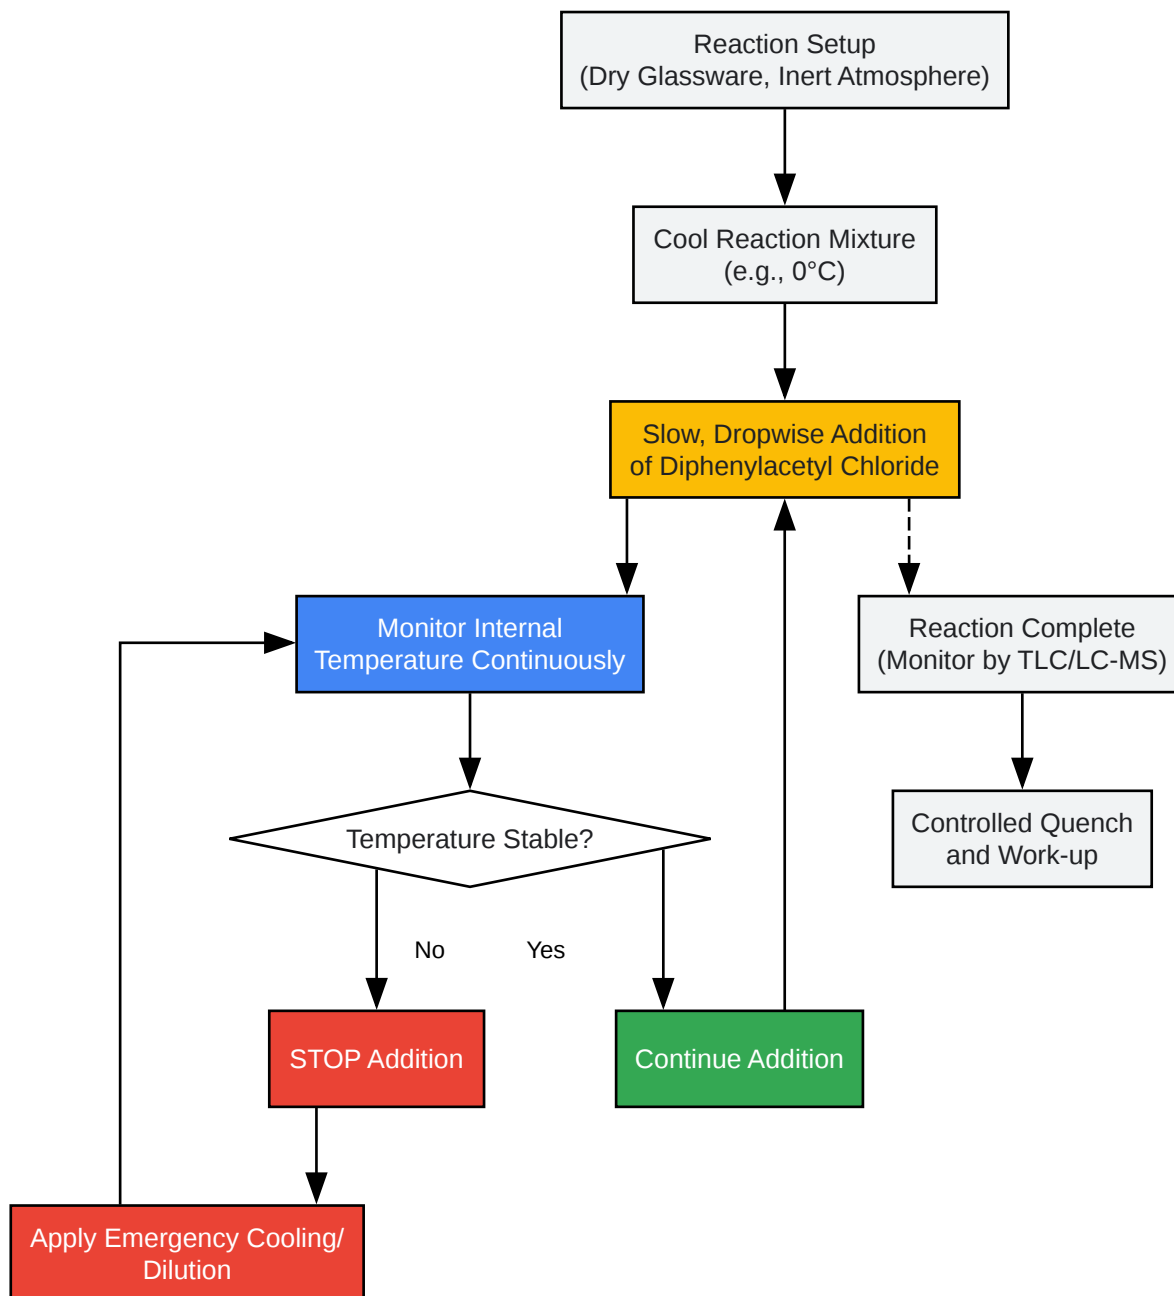 Reaction Setup
(Dry Glassware, Inert Atmosphere)
Cool Reaction Mixture
(e.g., 0°C)
Slow, Dropwise Addition
of Diphenylacetyl Chloride
Monitor Internal
Temperature Continuously
Reaction Complete
(Monitor by TLC/LC-MS)
Temperature Stable?
Controlled Quench
and Work-up
No
Yes
STOP Addition
Continue Addition
Apply Emergency Cooling/
Dilution